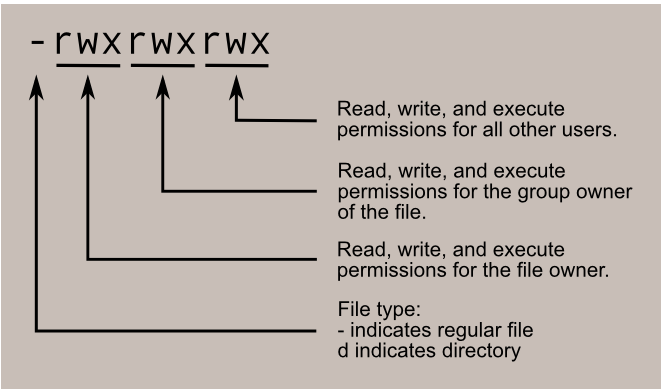 -rwxrwxrwx
Read, write, and execute
permissions for all other users.
Read, write, and execute
permissions for the group owner
of the file.
Read, write, and execute
permissions for the file owner.
File type:
- indicates regular file
d indicates directory